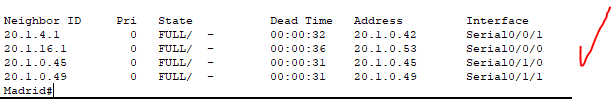 Neighbor ID     Pri   State           Dead Time   Address         Interface
20.1.4.1          0   FULL/  -        00:00:32    20.1.0.42       Serial0/0/1
20.1.16.1         0   FULL/  -        00:00:36    20.1.0.53       Serial0/0/0
20.1.0.45         0   FULL/  -        00:00:31    20.1.0.45       Serial0/1/0
20.1.0.49         0   FULL/  -        00:00:31    20.1.0.49       Serial0/1/1
Madrid#